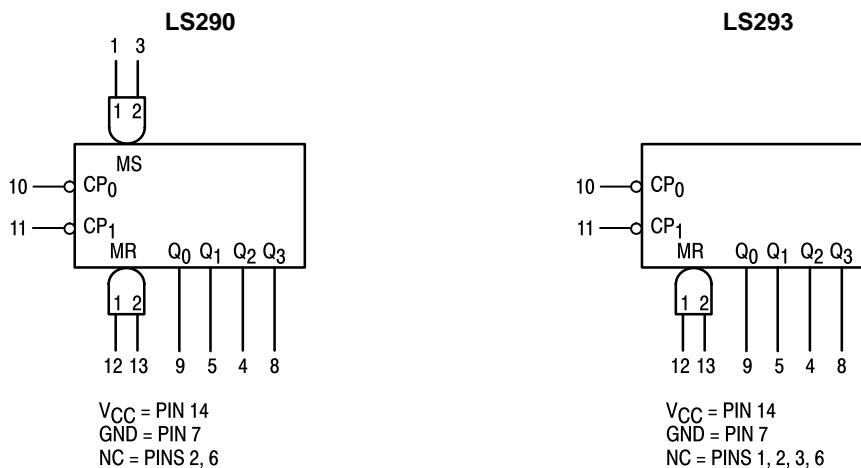 LS290
1 3
1 2
MS
10 CP0
11 CP1
MR Q0 Q1 Q2 Q3
1 2
12 13 9 5 4 8
VCC = PIN 14
GND = PIN 7
NC = PINS 2, 6
LS293
10 CP0
11 CP1
MR Q0 Q1 Q2 Q3
1 2
12 13 9 5 4 8
VCC = PIN 14
GND = PIN 7
NC = PINS 1, 2, 3, 6